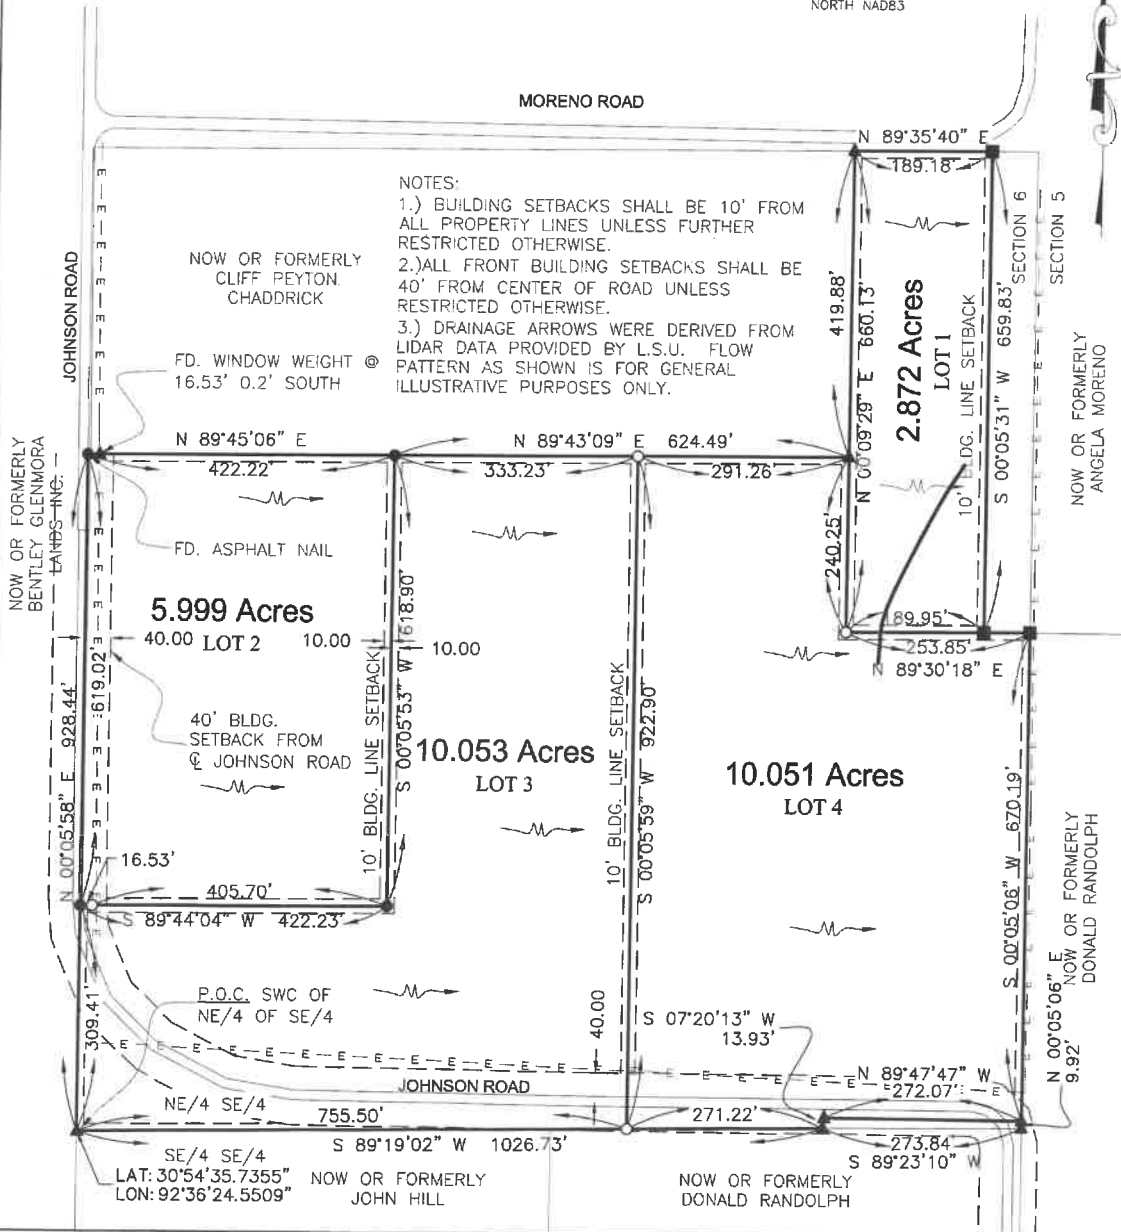 NORTH NAD83
MORENO ROAD
N 89°35'40" E
189.18'
NOTES:
1.) BUILDING SETBACKS SHALL BE 10' FROM
ALL PROPERTY LINES UNLESS FURTHER
RESTRICTED OTHERWISE.
2.)ALL FRONT BUILDING SETBACKS SHALL BE
40' FROM CENTER OF ROAD UNLESS
RESTRICTED OTHERWISE.
3.) DRAINAGE ARROWS WERE DERIVED FROM
LIDAR DATA PROVIDED BY L.S.U. FLOW
PATTERN AS SHOWN IS FOR GENERAL
ILLUSTRATIVE PURPOSES ONLY.
NOW OR FORMERLY
CLIFF PEYTON
CHADDRICK
JOHNSON ROAD
FD. WINDOW WEIGHT @
16.53' 0.2' SOUTH
SECTION 6
SECTION 5
419.88'
N 00°09'29" E 660.13'
2.872 Acres
LOT 1
10' BLDG. LINE SETBACK
S 00°05'31" W 659.83'
NOW OR FORMERLY
ANGELA MORENO
N 89°45'06" E
422.22'
N 89°43'09" E 624.49'
333.23'
291.26'
NOW OR FORMERLY
BENTLEY GLENMORA
LANDS INC.
FD. ASPHALT NAIL
240.25'
5.999 Acres
LOT 2
40.00
10.00
10.00
618.90'
S 00°05'53" W
10' BLDG. LINE SETBACK
189.95'
253.85'
N 89°30'18" E
619.02'
N 00°05'58" E 928.44'
40' BLDG.
SETBACK FROM
℄ JOHNSON ROAD
10.053 Acres
LOT 3
10' BLDG. LINE SETBACK
S 00°05'59" W 922.90'
10.051 Acres
LOT 4
S 00°05'06" W 670.19'
NOW OR FORMERLY
DONALD RANDOLPH
16.53'
405.70'
S 89°44'04" W 422.23'
P.O.C. SWC OF
NE/4 OF SE/4
309.41'
40.00
S 07°20'13" W
13.93'
N 00°05'06" E
9.92'
N 89°47'47" W
272.07'
JOHNSON ROAD
NE/4 SE/4
755.50'
271.22'
S 89°19'02" W 1026.73'
273.84'
S 89°23'10" W
SE/4 SE/4
LAT: 30°54'35.7355"
LON: 92°36'24.5509"
NOW OR FORMERLY
JOHN HILL
NOW OR FORMERLY
DONALD RANDOLPH